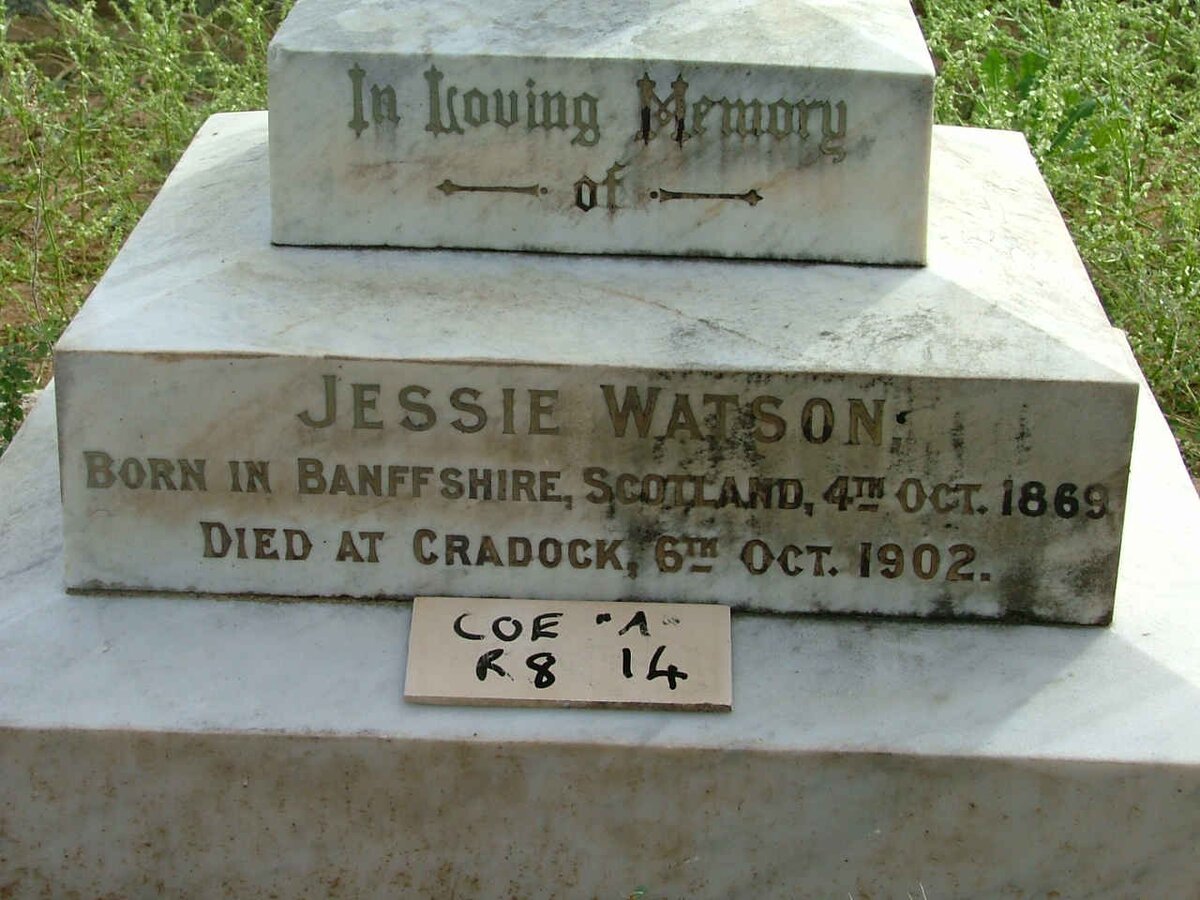 In Loving Memory
of
JESSIE WATSON,
BORN IN BANFFSHIRE, SCOTLAND, 4TH OCT. 1869
DIED AT CRADOCK, 6TH OCT. 1902.
COE "A"
R8 14